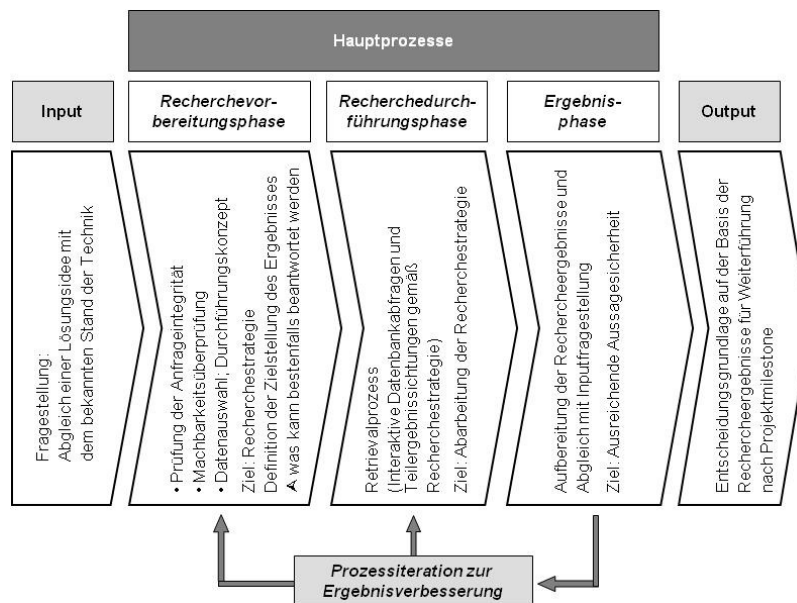 Hauptprozesse
Input
Recherchevor-
bereitungsphase
Recherchedurch-
führungsphase
Ergebnis-
phase
Output
Fragestellung:
Abgleicheiner Lösungsidee mit
dem bekannten Stand der Technik
• Prüfung der Anfrageintegrität
• Machbarkeitsüberprüfung
• Datenauswahl; Durchführungskonzept
Ziel: Recherchestrategie
Definition der Zielstellung des Ergebnisses
➤ was kann bestenfalls beantwortet werden
Retrievalprozess
(Interaktive Datenbankabfragen und
Teilergebnissichtungen gemäß
Recherchestrategie)
Ziel: Abarbeitung der Recherchestrategie
Aufbereitung der Rechercheergebnisse und
Abgleich mit Inputfragestellung
Ziel: Ausreichende Aussagesicherheit
Entscheidungsgrundlage auf der Basis der
Rechercheergebnisse für Weiterführung
nach Projektmilestone
Prozessiteration zur
Ergebnisverbesserung